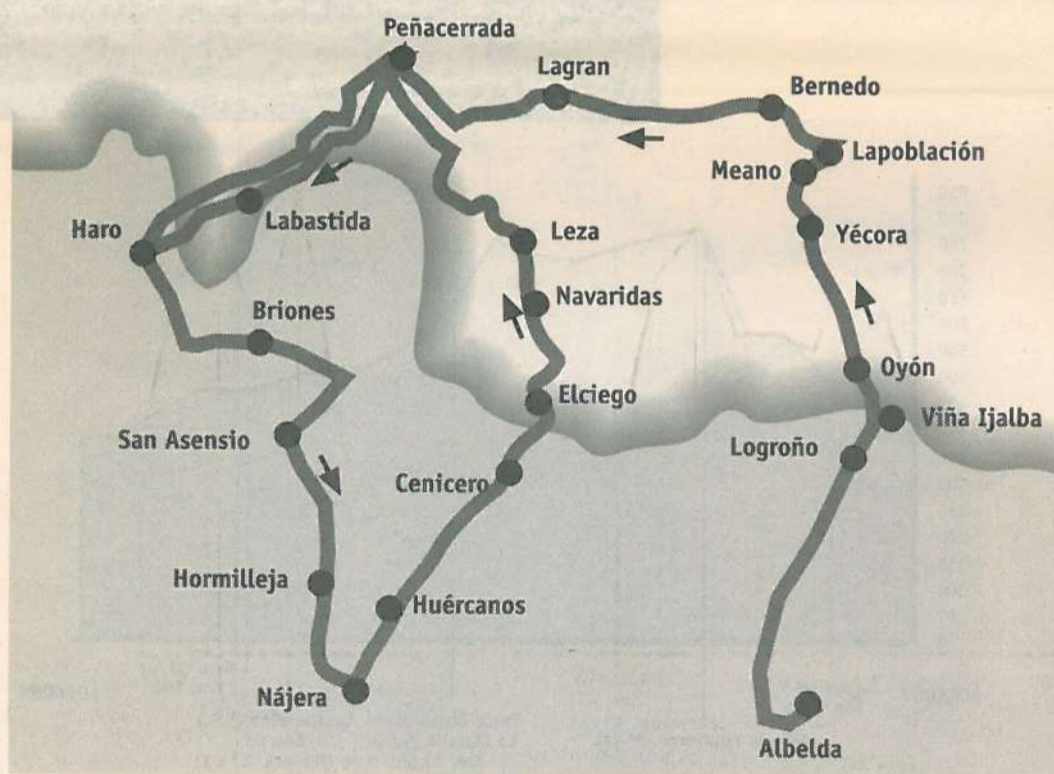 Peñacerrada
Lagran
Bernedo
Lapoblación
Meano
Labastida
Haro
Leza
Yécora
Navaridas
Briones
Oyón
Elciego
Viña Ijalba
San Asensio
Logroño
Cenicero
Hormilleja
Huércanos
Nájera
Albelda